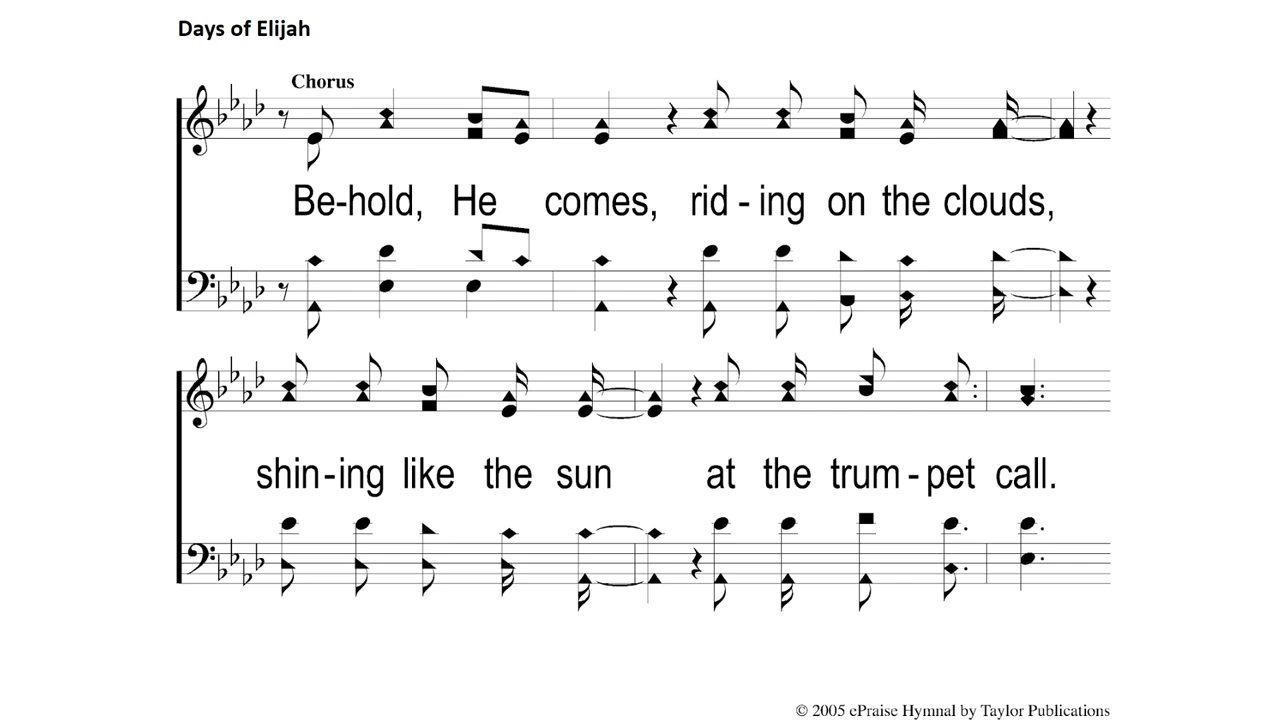 Days of Elijah
Chorus
Be-hold, He comes, rid - ing on the clouds,
shin-ing like the sun at the trum - pet call.
© 2005 ePraise Hymnal by Taylor Publications